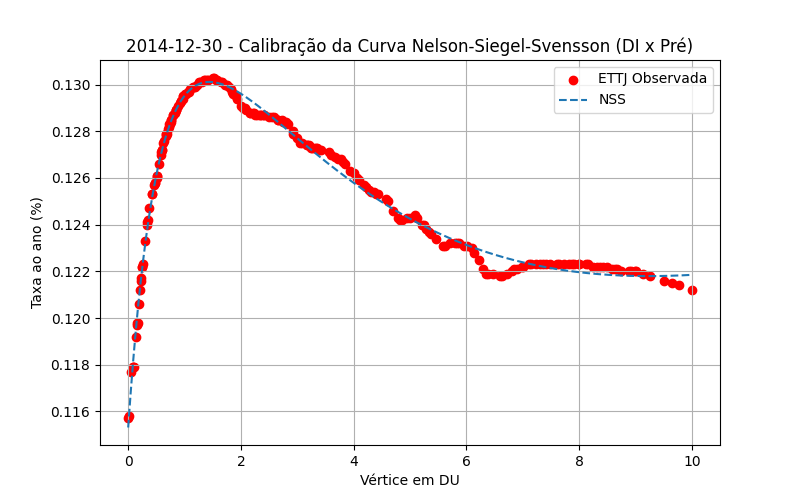 2014-12-30 - Calibração da Curva Nelson-Siegel-Svensson (DI x Pré)
ETTJ Observada
NSS
Taxa ao ano (%)
0.130
0.128
0.126
0.124
0.122
0.120
0.118
0.116
0 2 4 6 8 10
Vértice em DU